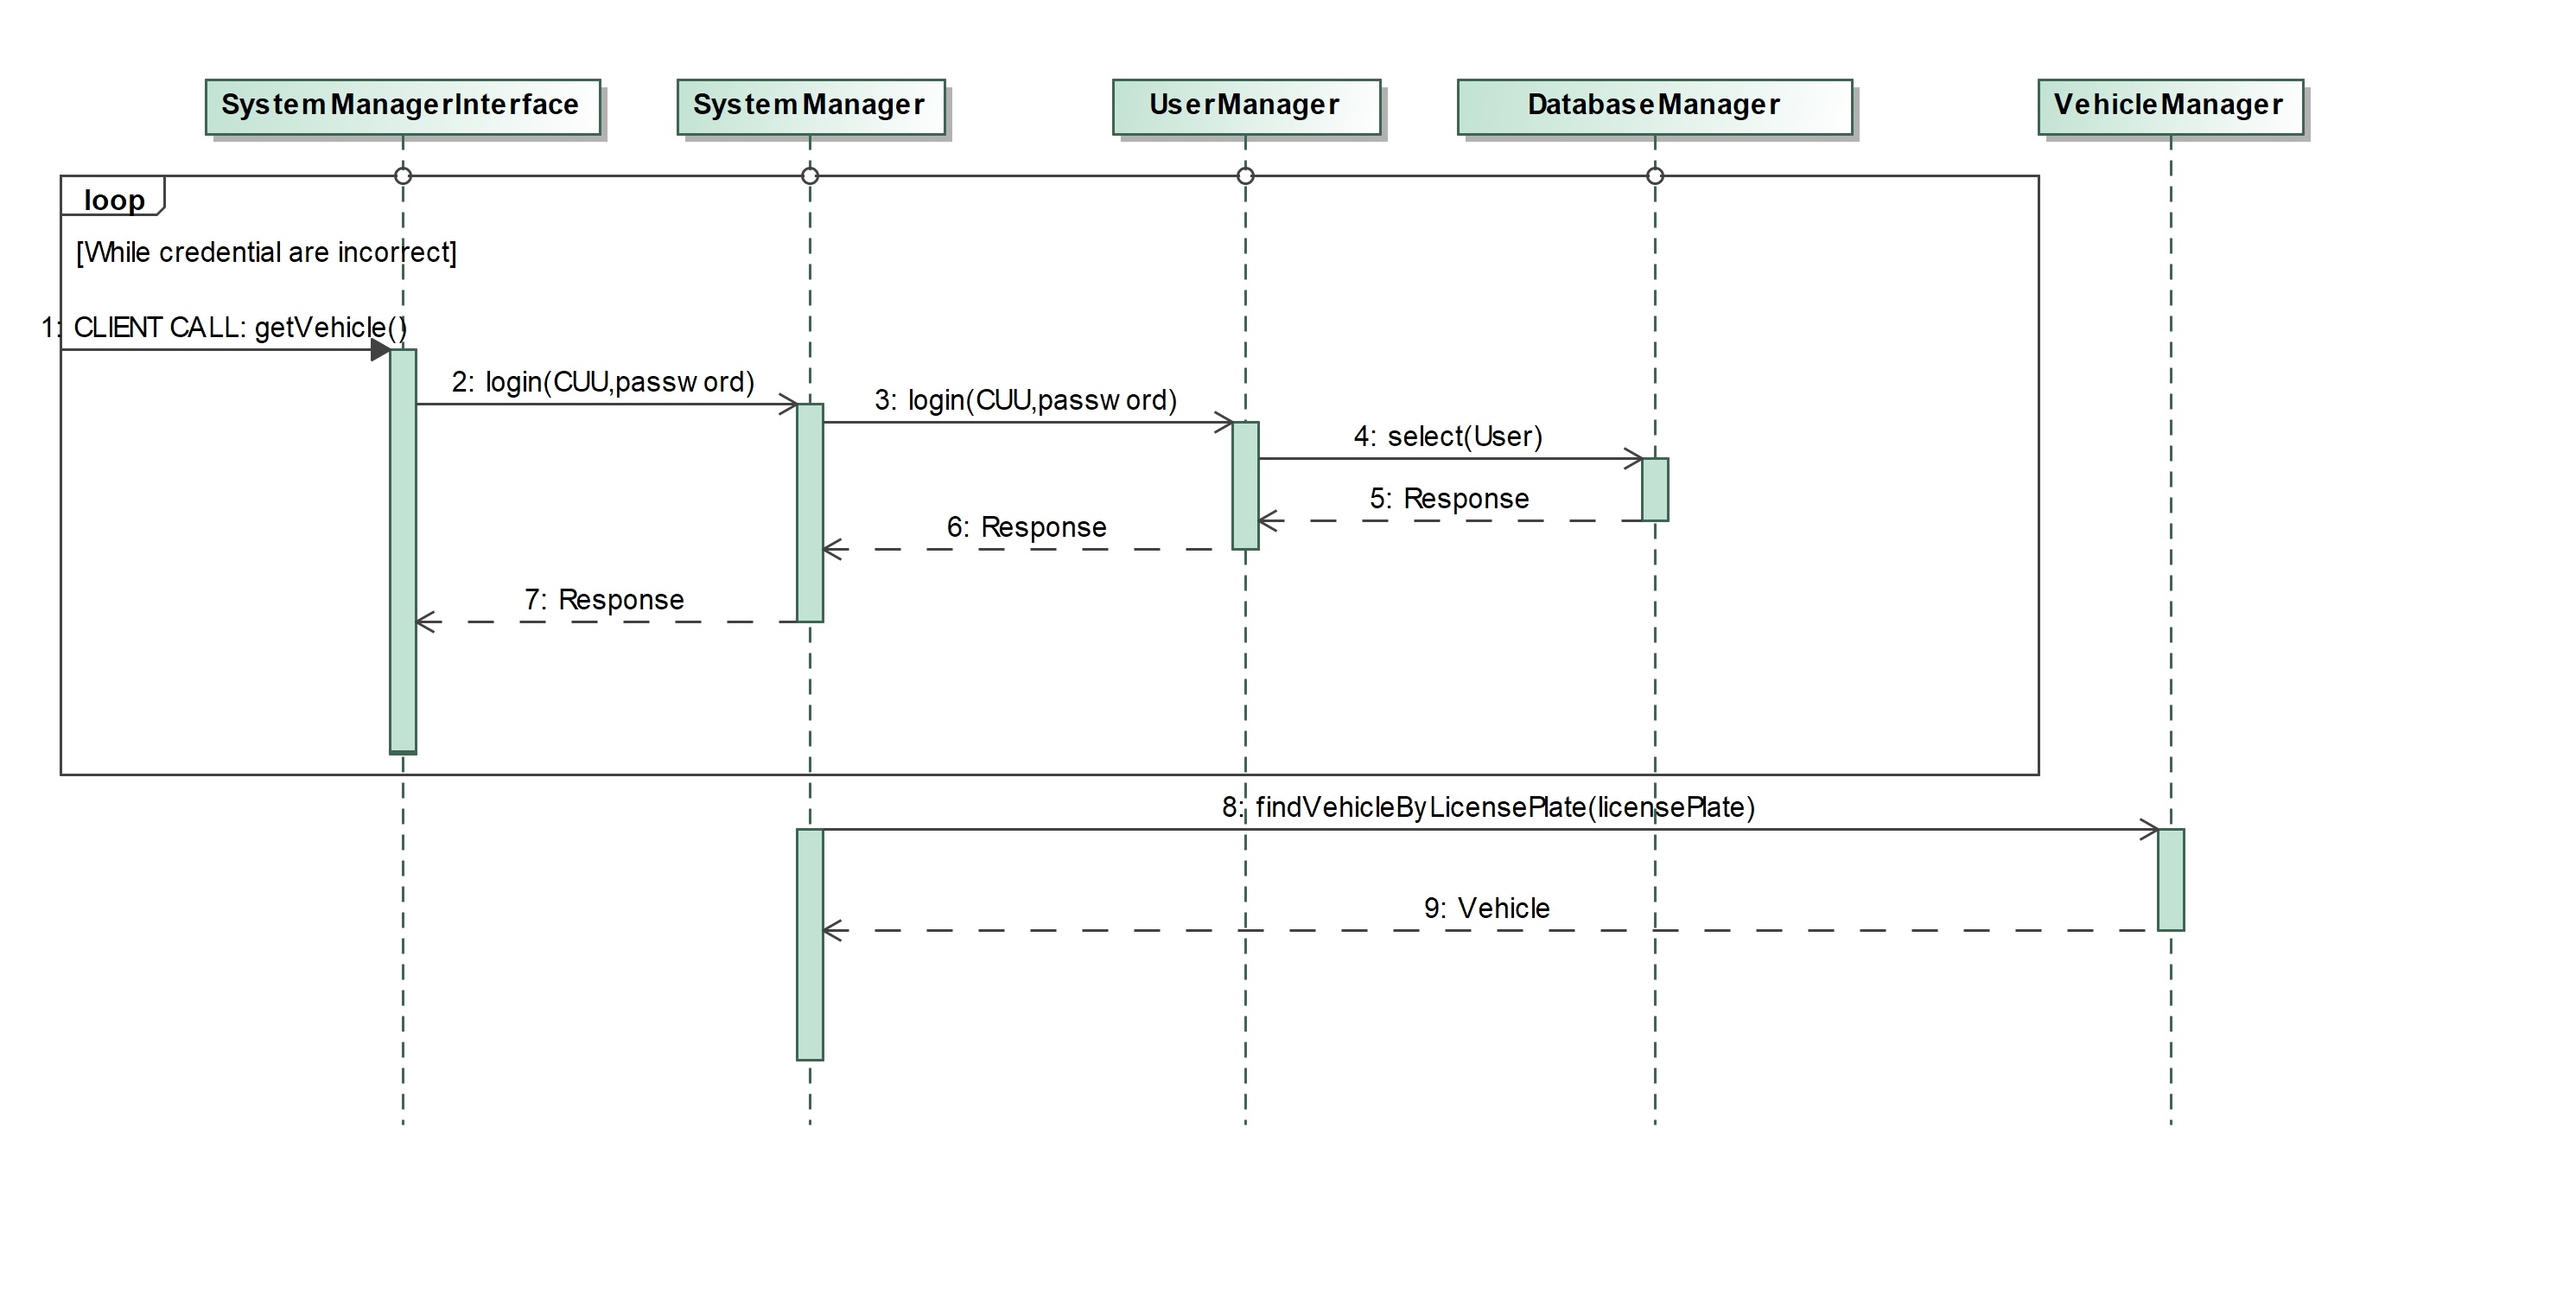 SystemManagerInterface
SystemManager
UserManager
DatabaseManager
VehicleManager
loop
[While credential are incorrect]
1: CLIENT CALL: getVehicle()
2: login(CUU,password)
3: login(CUU,password)
4: select(User)
5: Response
6: Response
7: Response
8: findVehicleByLicensePlate(licensePlate)
9: Vehicle